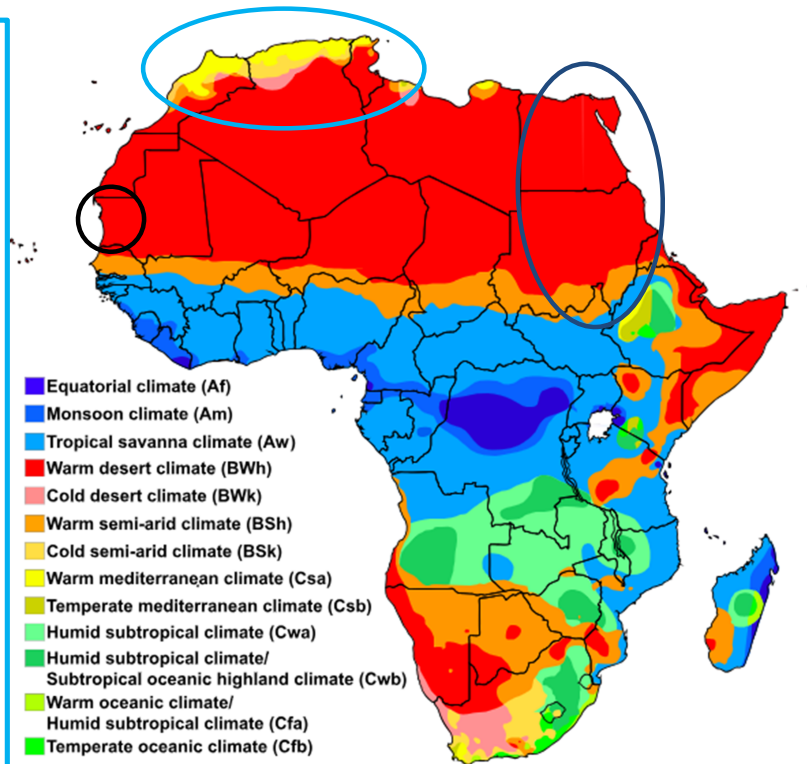 Equatorial climate (Af)
Monsoon climate (Am)
Tropical savanna climate (Aw)
Warm desert climate (BWh)
Cold desert climate (BWk)
Warm semi-arid climate (BSh)
Cold semi-arid climate (BSk)
Warm mediterranean climate (Csa)
Temperate mediterranean climate (Csb)
Humid subtropical climate (Cwa)
Humid subtropical climate/
Subtropical oceanic highland climate (Cwb)
Warm oceanic climate/
Humid subtropical climate (Cfa)
Temperate oceanic climate (Cfb)